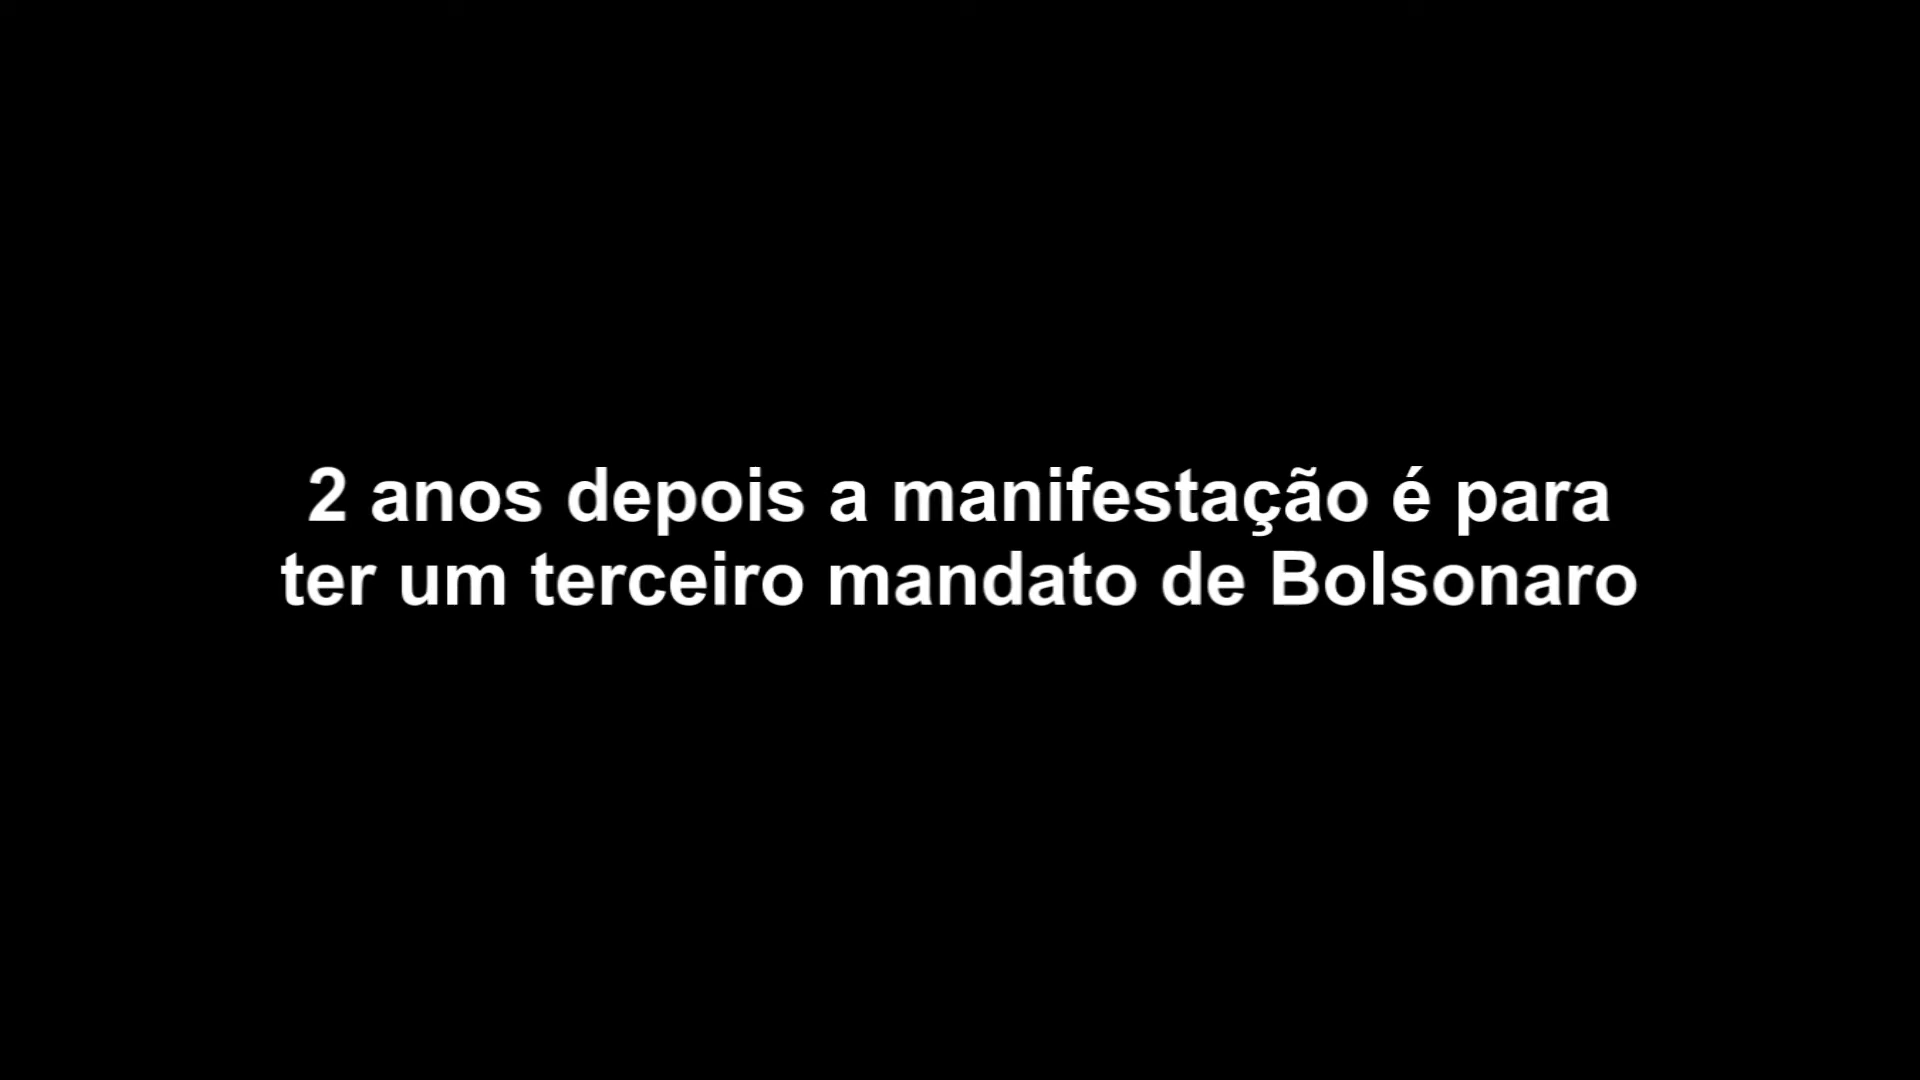 2 anos depois a manifestação é para
ter um terceiro mandato de Bolsonaro